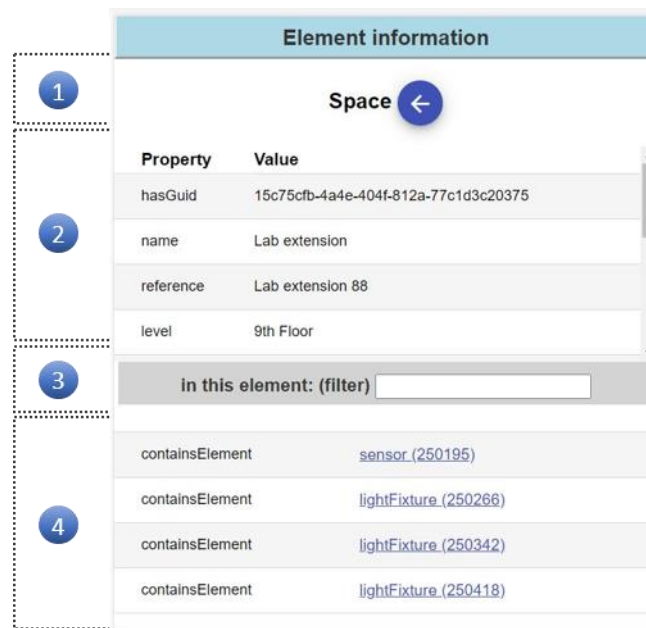 Element information
1
Space
2
Property Value
hasGuid 15c75cfb-4a4e-404f-812a-77c1d3c20375
name Lab extension
reference Lab extension 88
level 9th Floor
3
in this element: (filter)
4
containsElement sensor (250195)
containsElement lightFixture (250266)
containsElement lightFixture (250342)
containsElement lightFixture (250418)